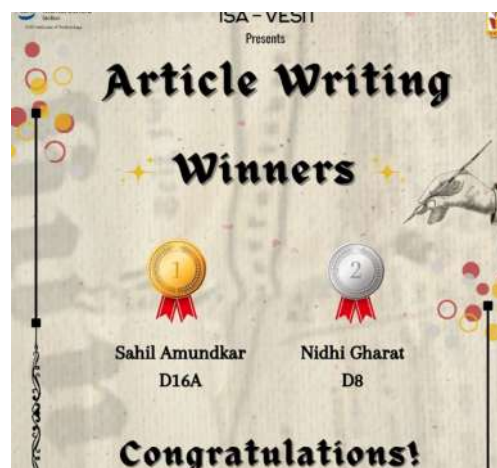 ISA - VESIT
Presents
Article Writing
Winners
1
2
Sahil Amundkar
Nidhi Gharat
D16A
D8
Congratulations!